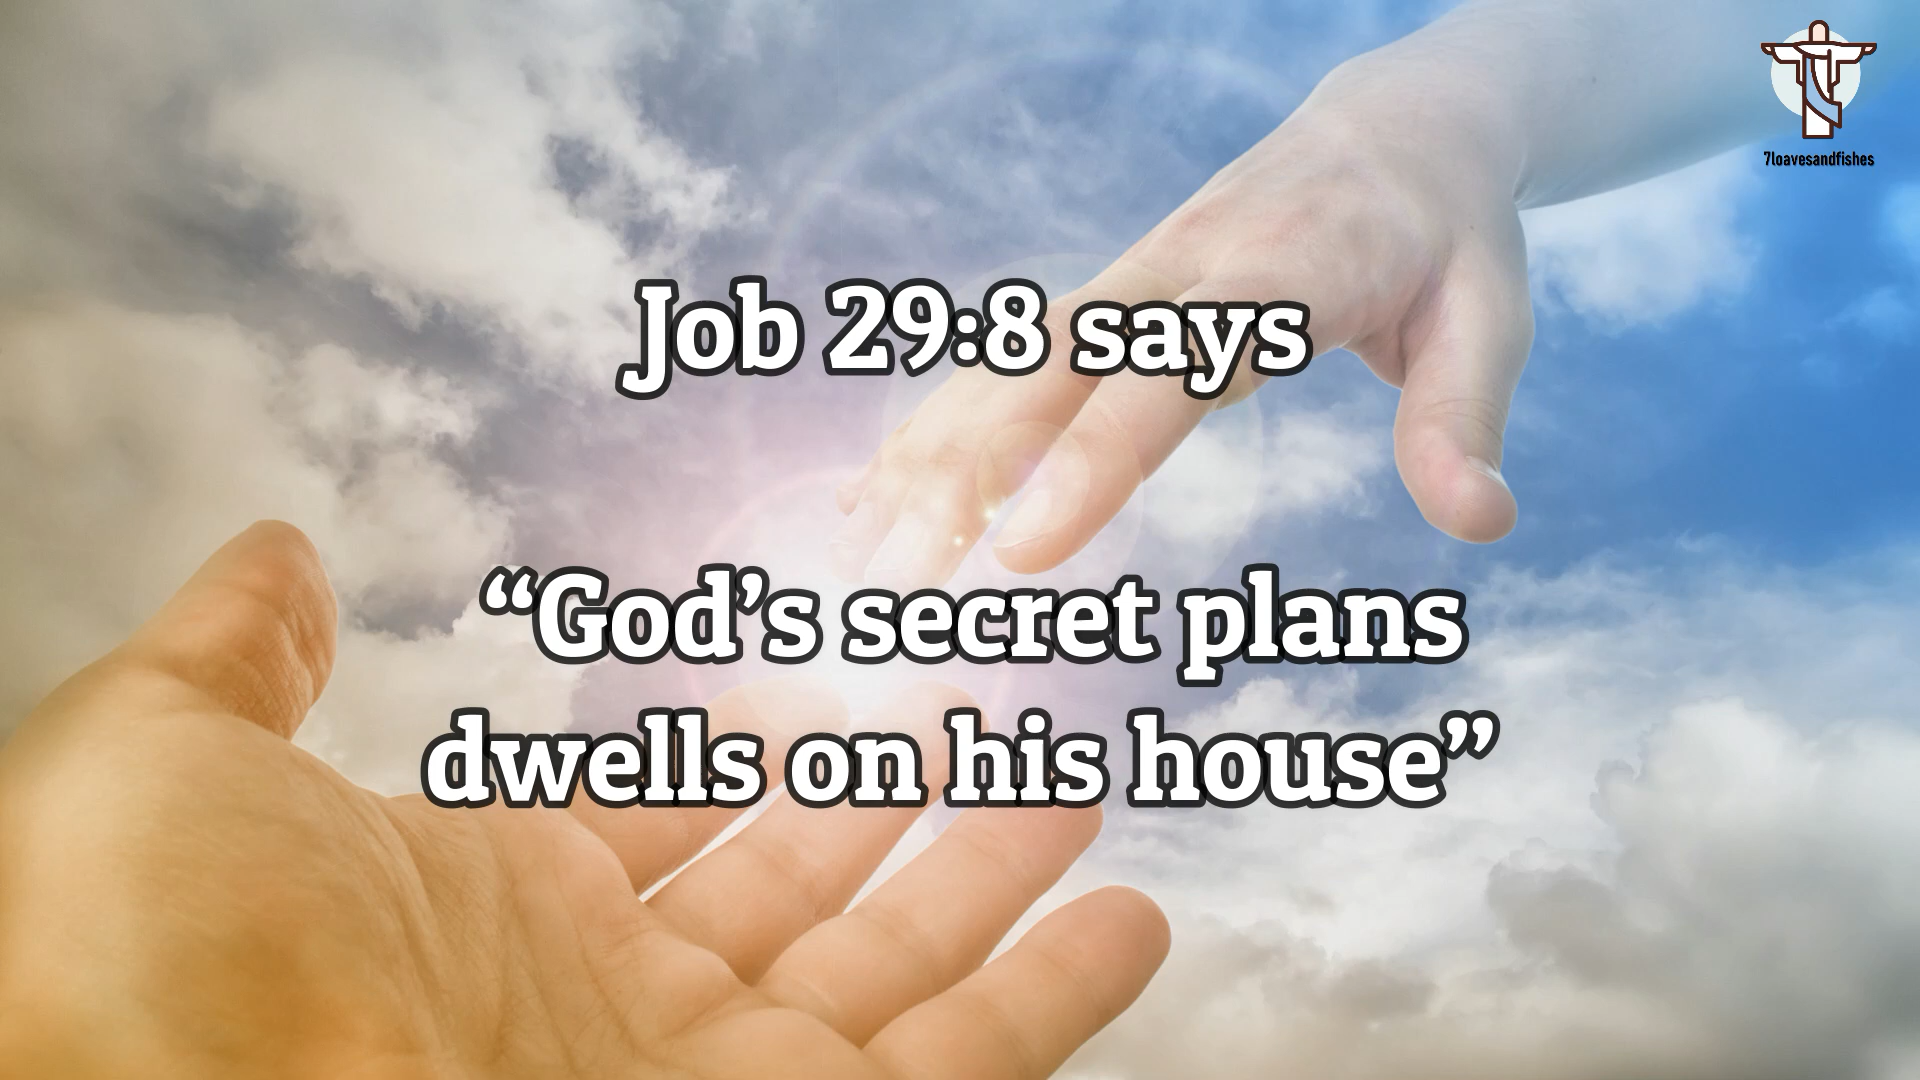 7loavesandfishes
Job 29:8 says
“God’s secret plans
dwells on his house”